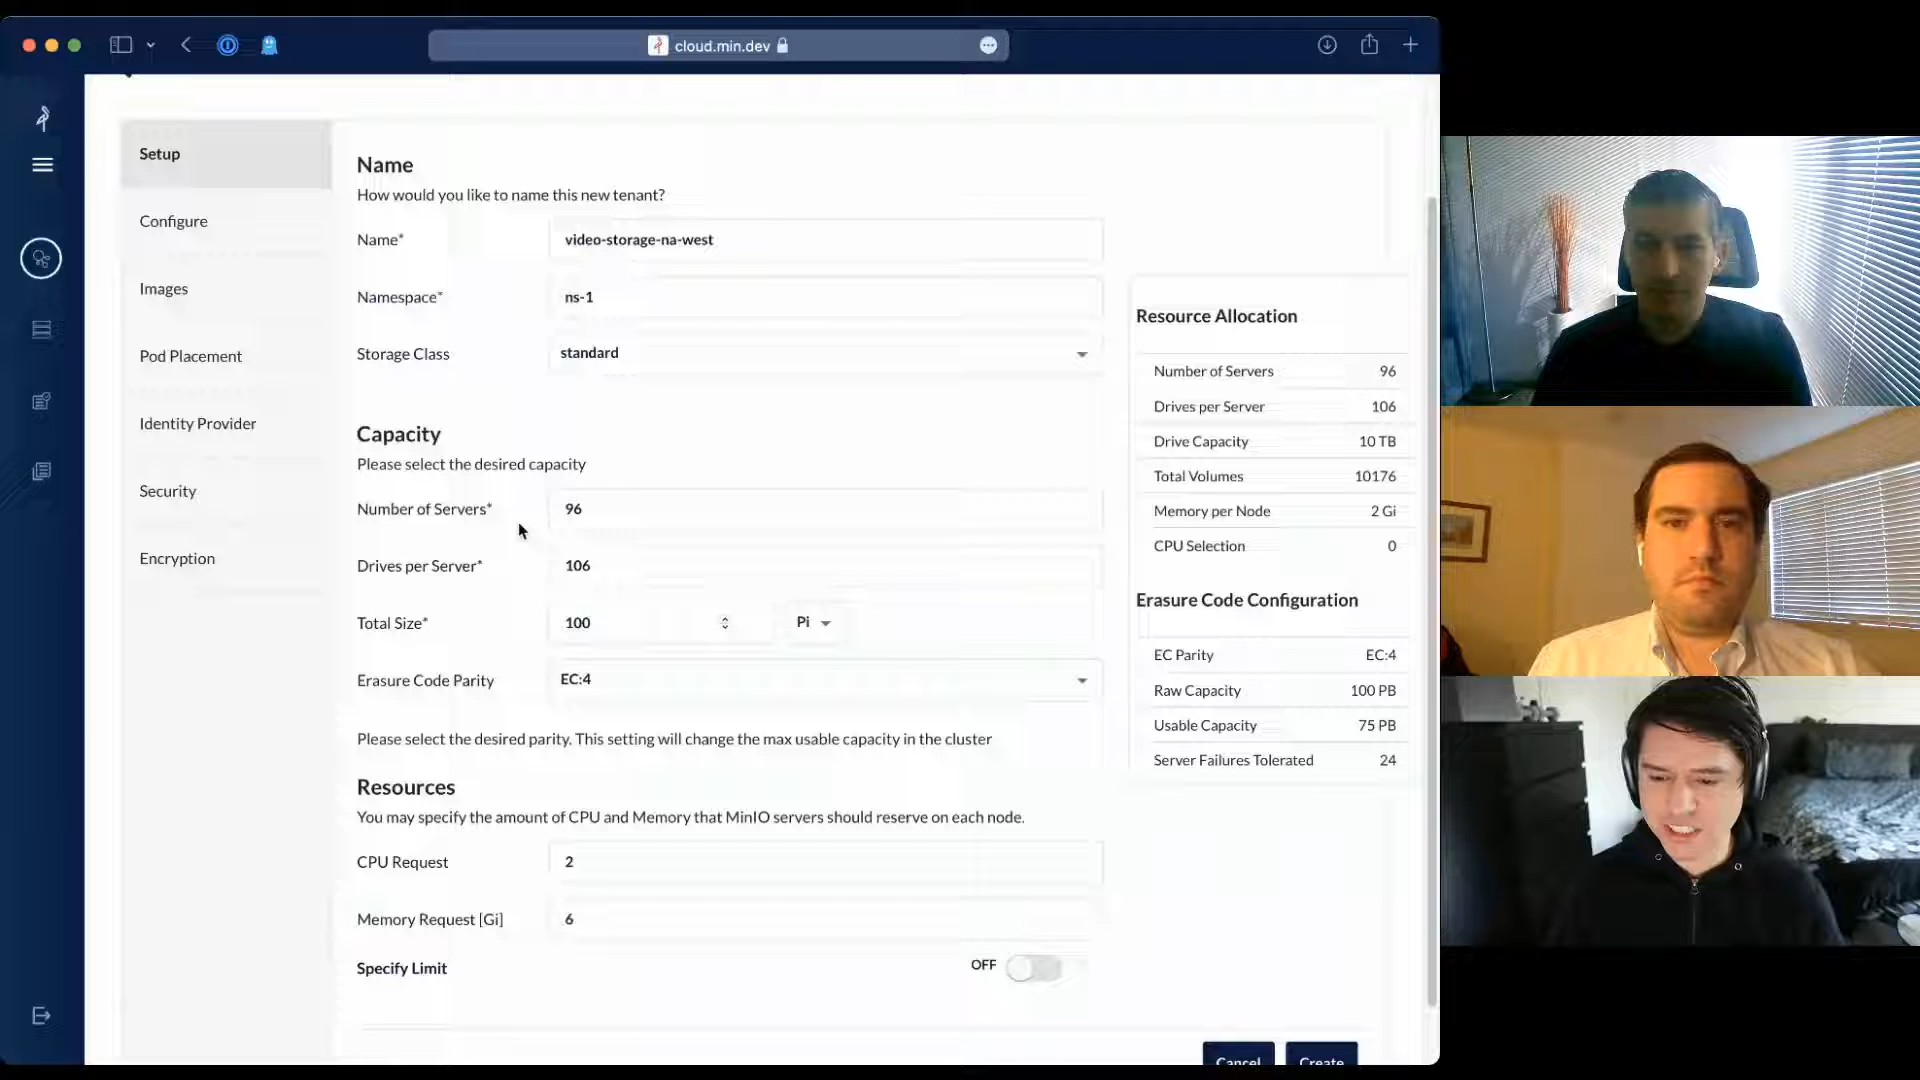 cloud.min.dev
Setup
Configure
Images
Pod Placement
Identity Provider
Security
Encryption
Name
How would you like to name this new tenant?
Name*
video-storage-na-west
Namespace*
ns-1
Storage Class
standard
Capacity
Please select the desired capacity
Number of Servers*
96
Drives per Server*
106
Total Size*
100
Pi
Erasure Code Parity
EC:4
Please select the desired parity. This setting will change the max usable capacity in the cluster
Resources
You may specify the amount of CPU and Memory that MinIO servers should reserve on each node.
CPU Request
2
Memory Request [Gi]
6
Specify Limit
OFF
Resource Allocation
Number of Servers 96
Drives per Server 106
Drive Capacity 10 TB
Total Volumes 10176
Memory per Node 2 Gi
CPU Selection 0
Erasure Code Configuration
EC Parity EC:4
Raw Capacity 100 PB
Usable Capacity 75 PB
Server Failures Tolerated 24
Cancel
Create